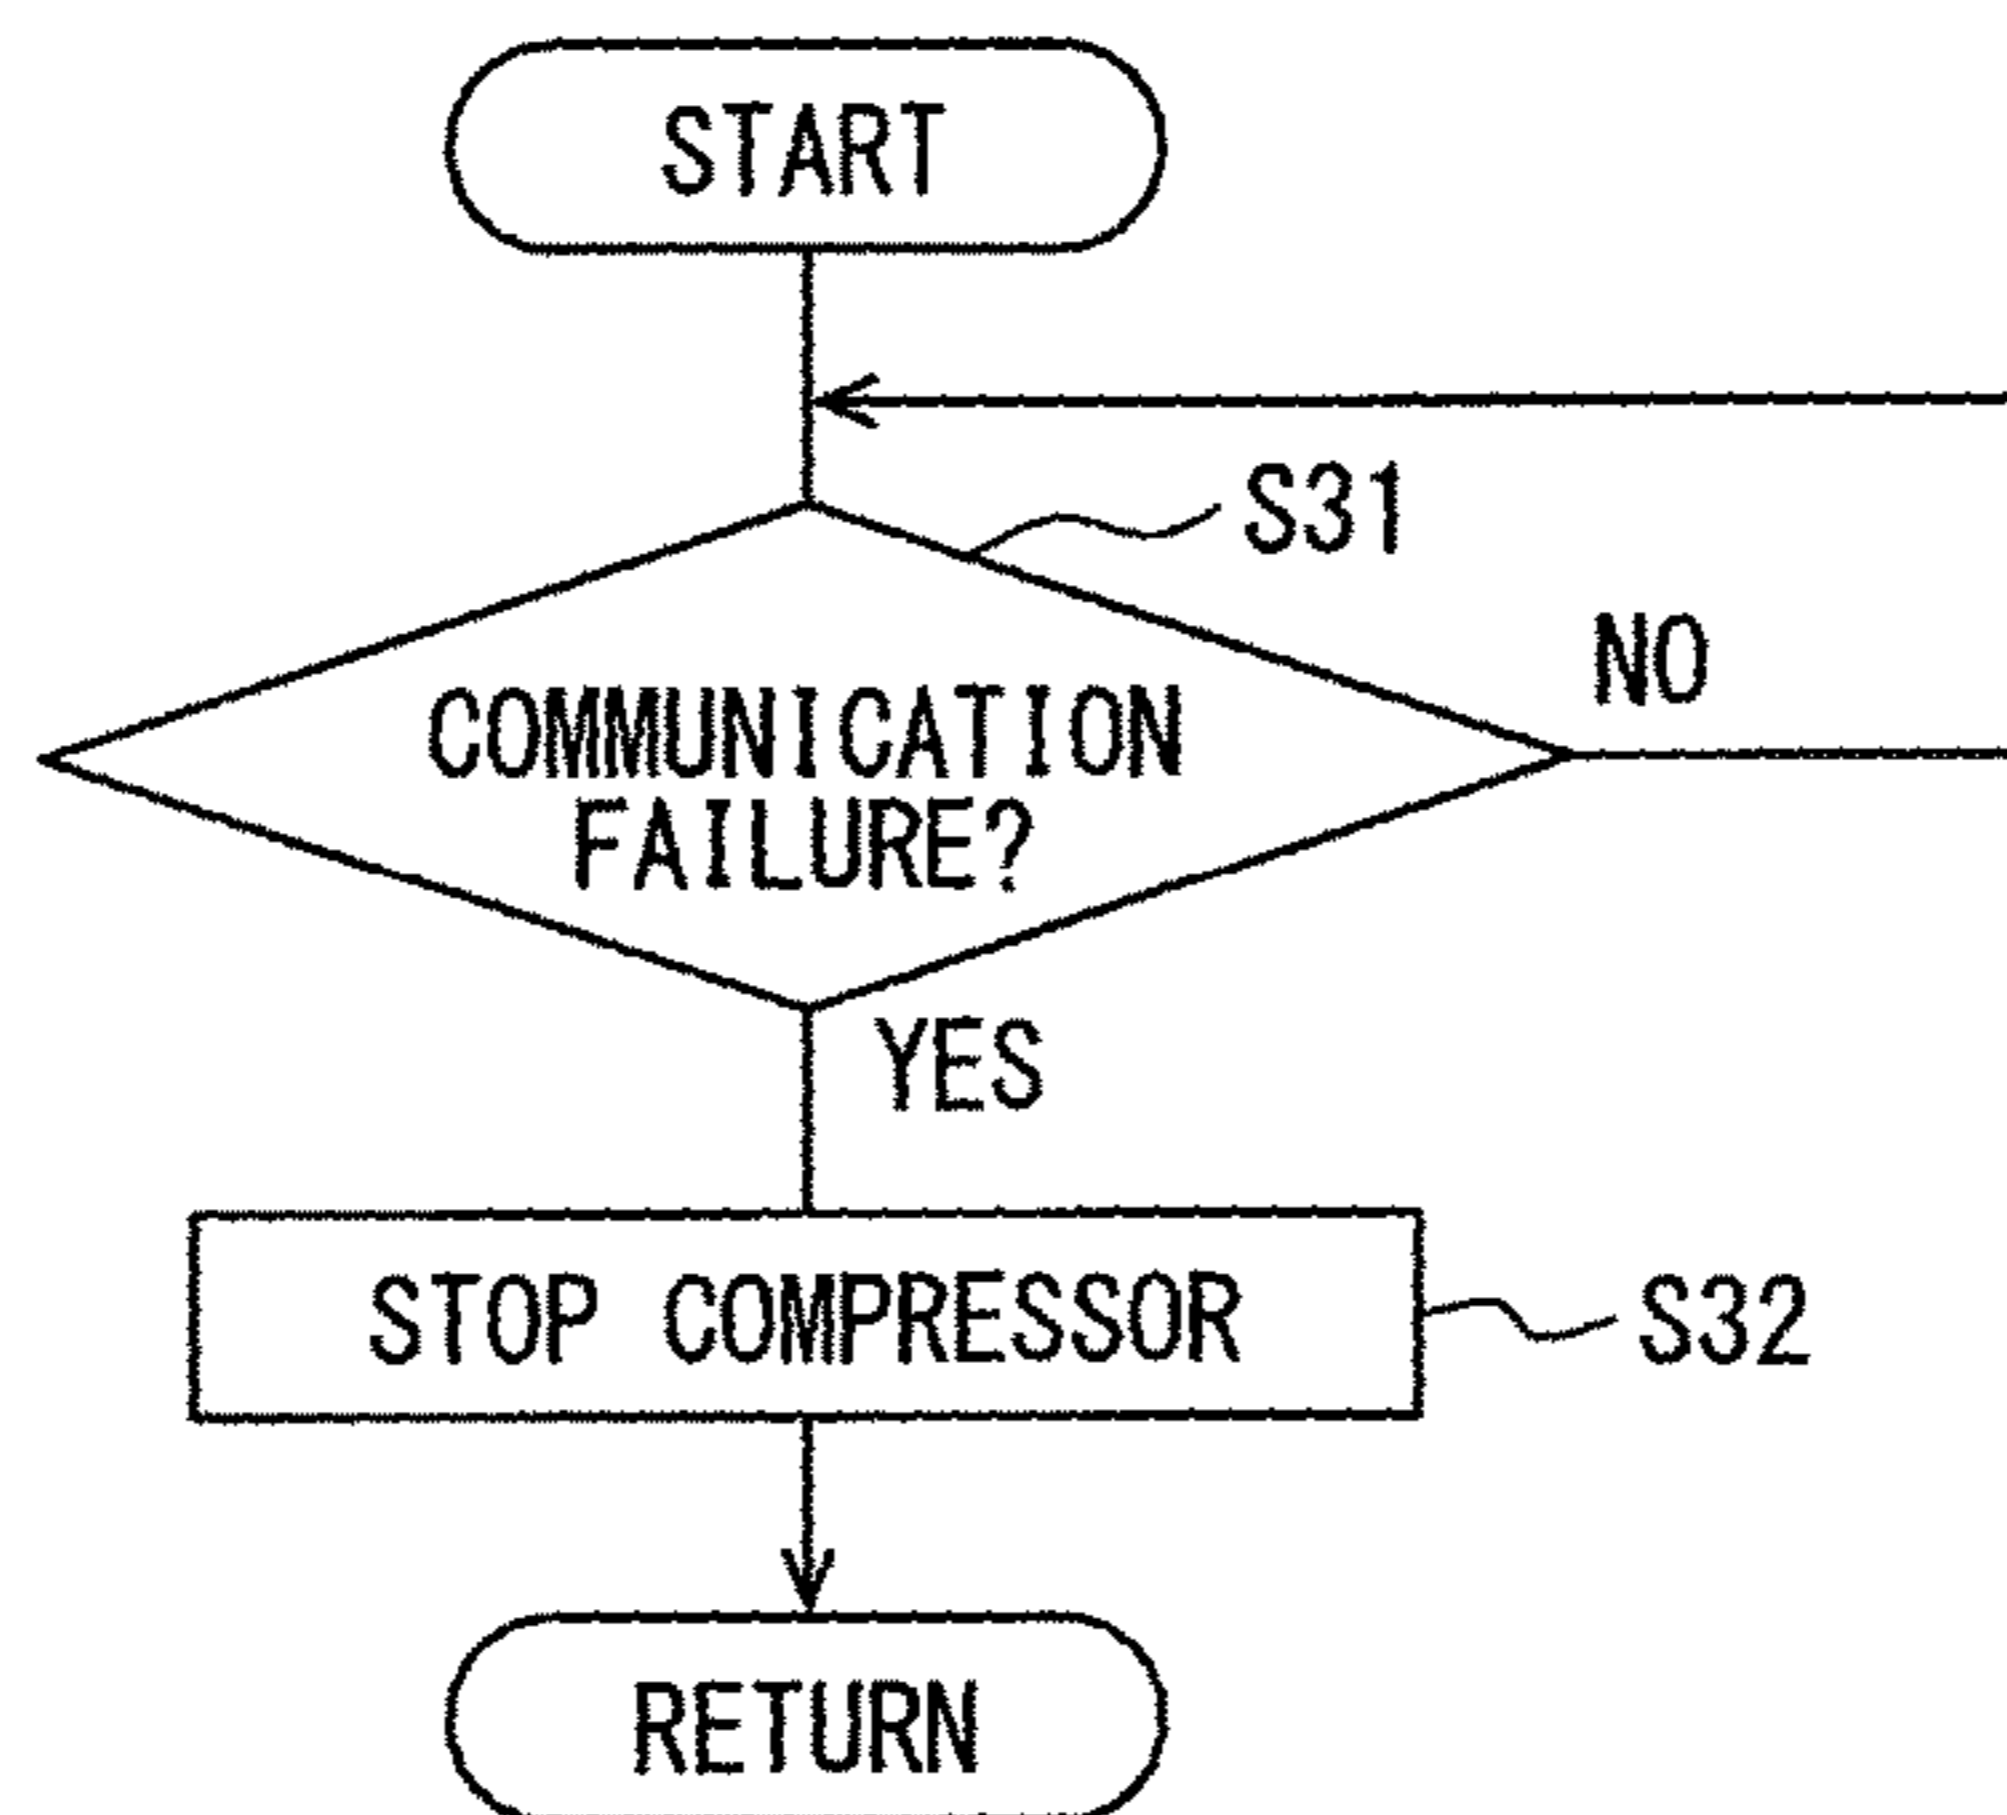 START
S31
NO
COMMUNICATION
FAILURE?
YES
STOP COMPRESSOR
S32
RETURN